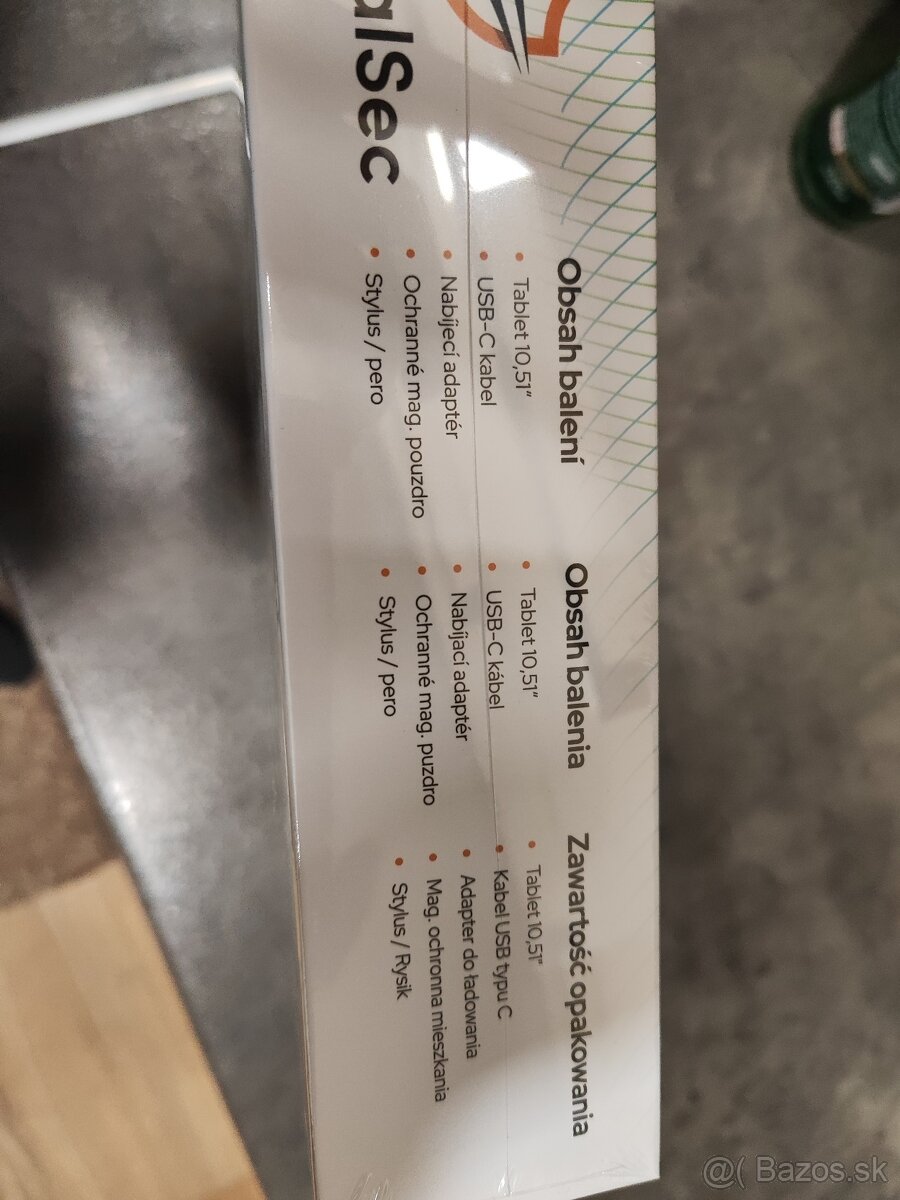 alSec
Obsah balení
Tablet 10,51"
USB-C kabel
Nabíjecí adaptér
Ochranné mag. pouzdro
Stylus / pero
Obsah balenia
Tablet 10,51"
USB-C kábel
Nabíjací adaptér
Ochranné mag. puzdro
Stylus / pero
Zawartość opakowania
Tablet 10,51"
Kabel USB typu C
Adapter do ładowania
Mag. ochronna mieszkania
Stylus / Rysik
@( Bazos.sk